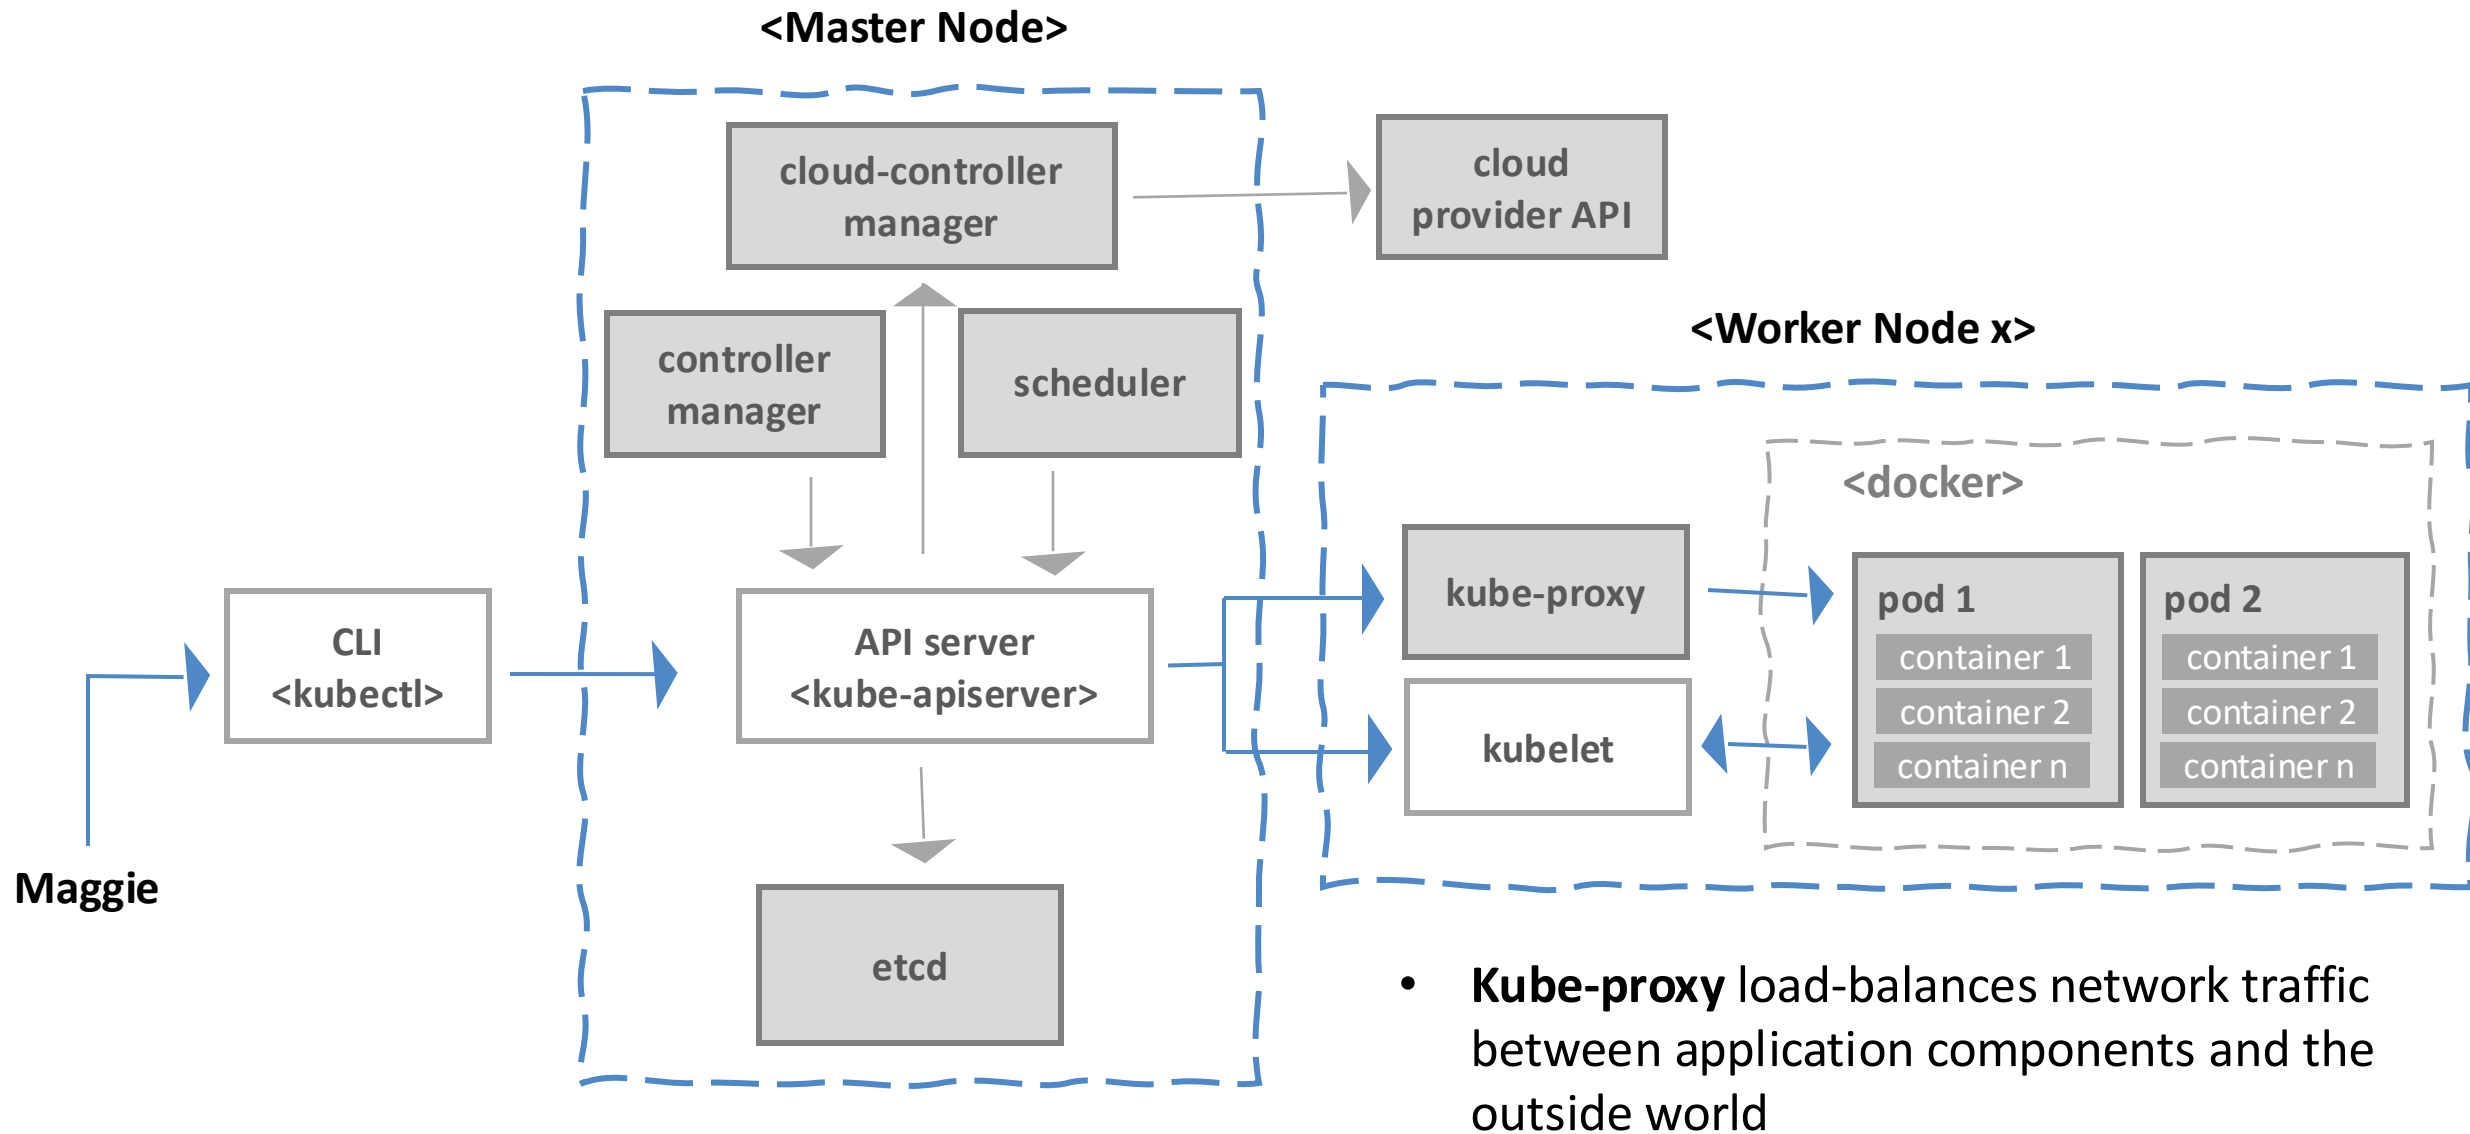 <Master Node>
cloud-controller
manager
cloud
provider API
controller
manager
scheduler
<Worker Node x>
<docker>
CLI
<kubectl>
API server
<kube-apiserver>
kube-proxy
kubelet
pod 1
container 1
container 2
container n
pod 2
container 1
container 2
container n
Maggie
etcd
• Kube-proxy load-balances network traffic
between application components and the
outside world